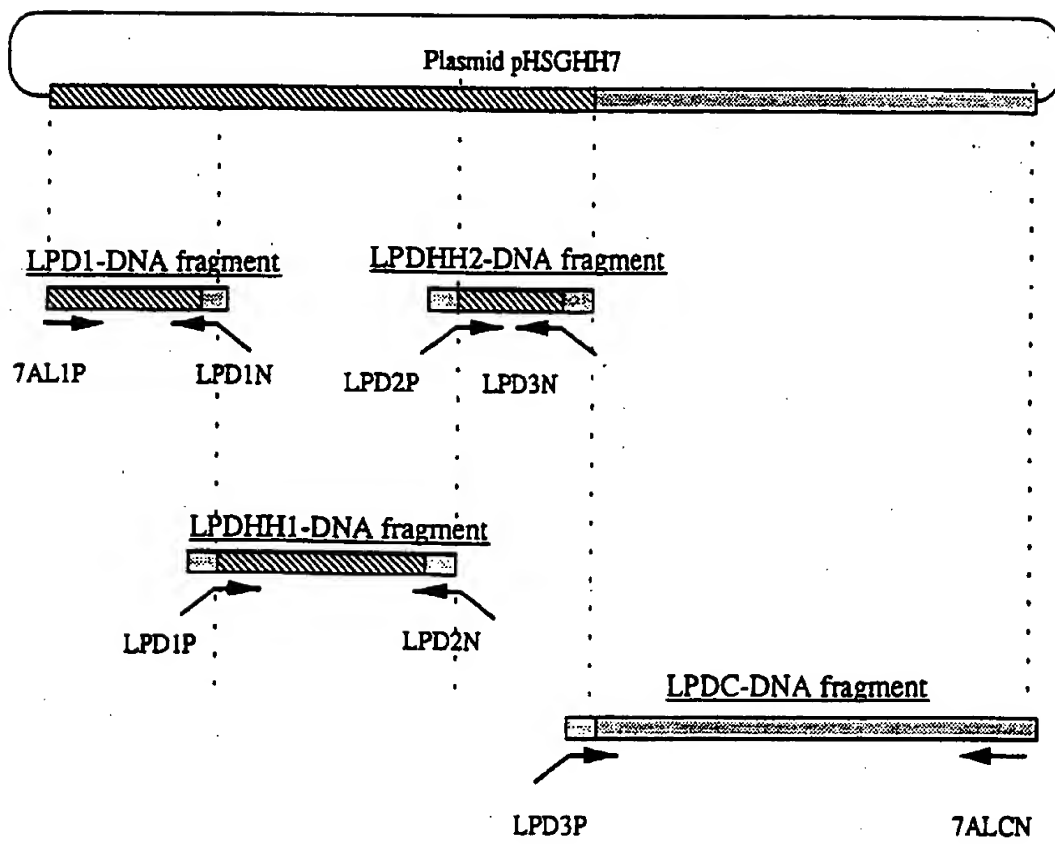 Plasmid pHSGHH7
LPD1-DNA fragment
LPDHH2-DNA fragment
7AL1P
LPD1N
LPD2P
LPD3N
LPDHH1-DNA fragment
LPD1P
LPD2N
LPDC-DNA fragment
LPD3P
7ALCN